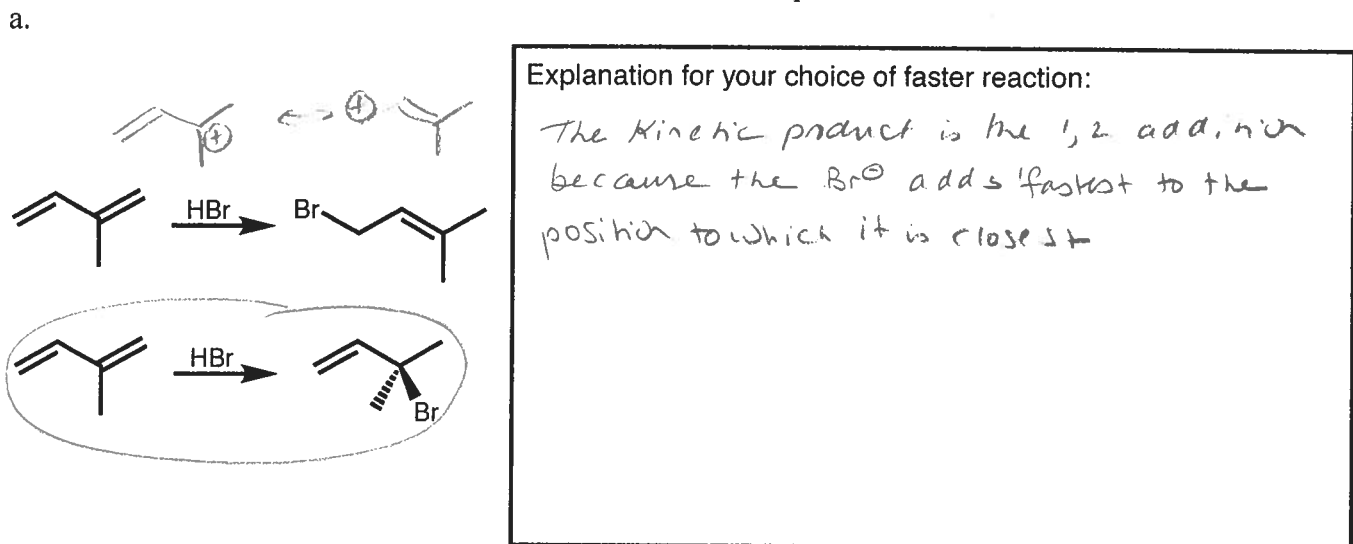 a.
Explanation for your choice of faster reaction:
The Kinetic product is the 1,2 addition
because the Br⊖ adds fastest to the
position to which it is closest
⊕ ↔ ⊕
HBr Br
HBr
Br